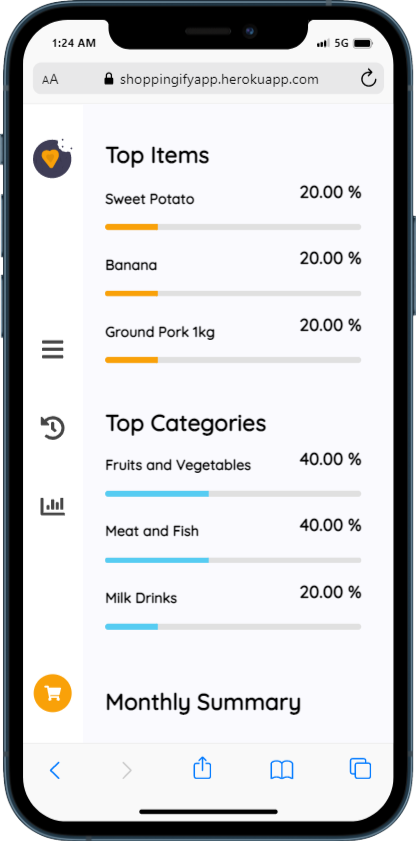 1:24 AM 5G
AA shoppingifyapp.herokuapp.com
Top Items
Sweet Potato 20.00 %
Banana 20.00 %
Ground Pork 1kg 20.00 %
Top Categories
Fruits and Vegetables 40.00 %
Meat and Fish 40.00 %
Milk Drinks 20.00 %
Monthly Summary